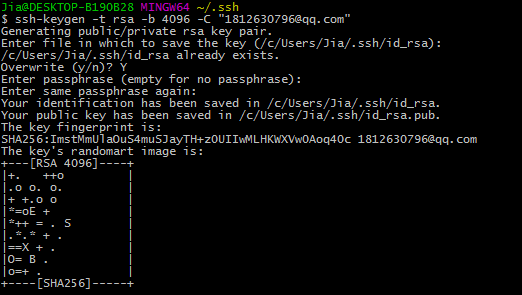 Jia@DESKTOP-B190B28 MINGW64 ~/.ssh
$ ssh-keygen -t rsa -b 4096 -C "1812630796@qq.com"
Generating public/private rsa key pair.
Enter file in which to save the key (/c/Users/Jia/.ssh/id_rsa):
/c/Users/Jia/.ssh/id_rsa already exists.
Overwrite (y/n)? Y
Enter passphrase (empty for no passphrase):
Enter same passphrase again:
Your identification has been saved in /c/Users/Jia/.ssh/id_rsa.
Your public key has been saved in /c/Users/Jia/.ssh/id_rsa.pub.
The key fingerprint is:
SHA256:ImstMmUlaOuS4muSJayTH+zOUIIwMLHKWXVw0Aoq40c 1812630796@qq.com
The key's randomart image is:
+---[RSA 4096]----+
|+.   ++o         |
|.o o. o.         |
|+ +.o o          |
|*=oE +           |
|*++ = . S        |
|.*.* + .         |
|==X + .          |
|O= B .           |
|o=+ .            |
+----[SHA256]-----+